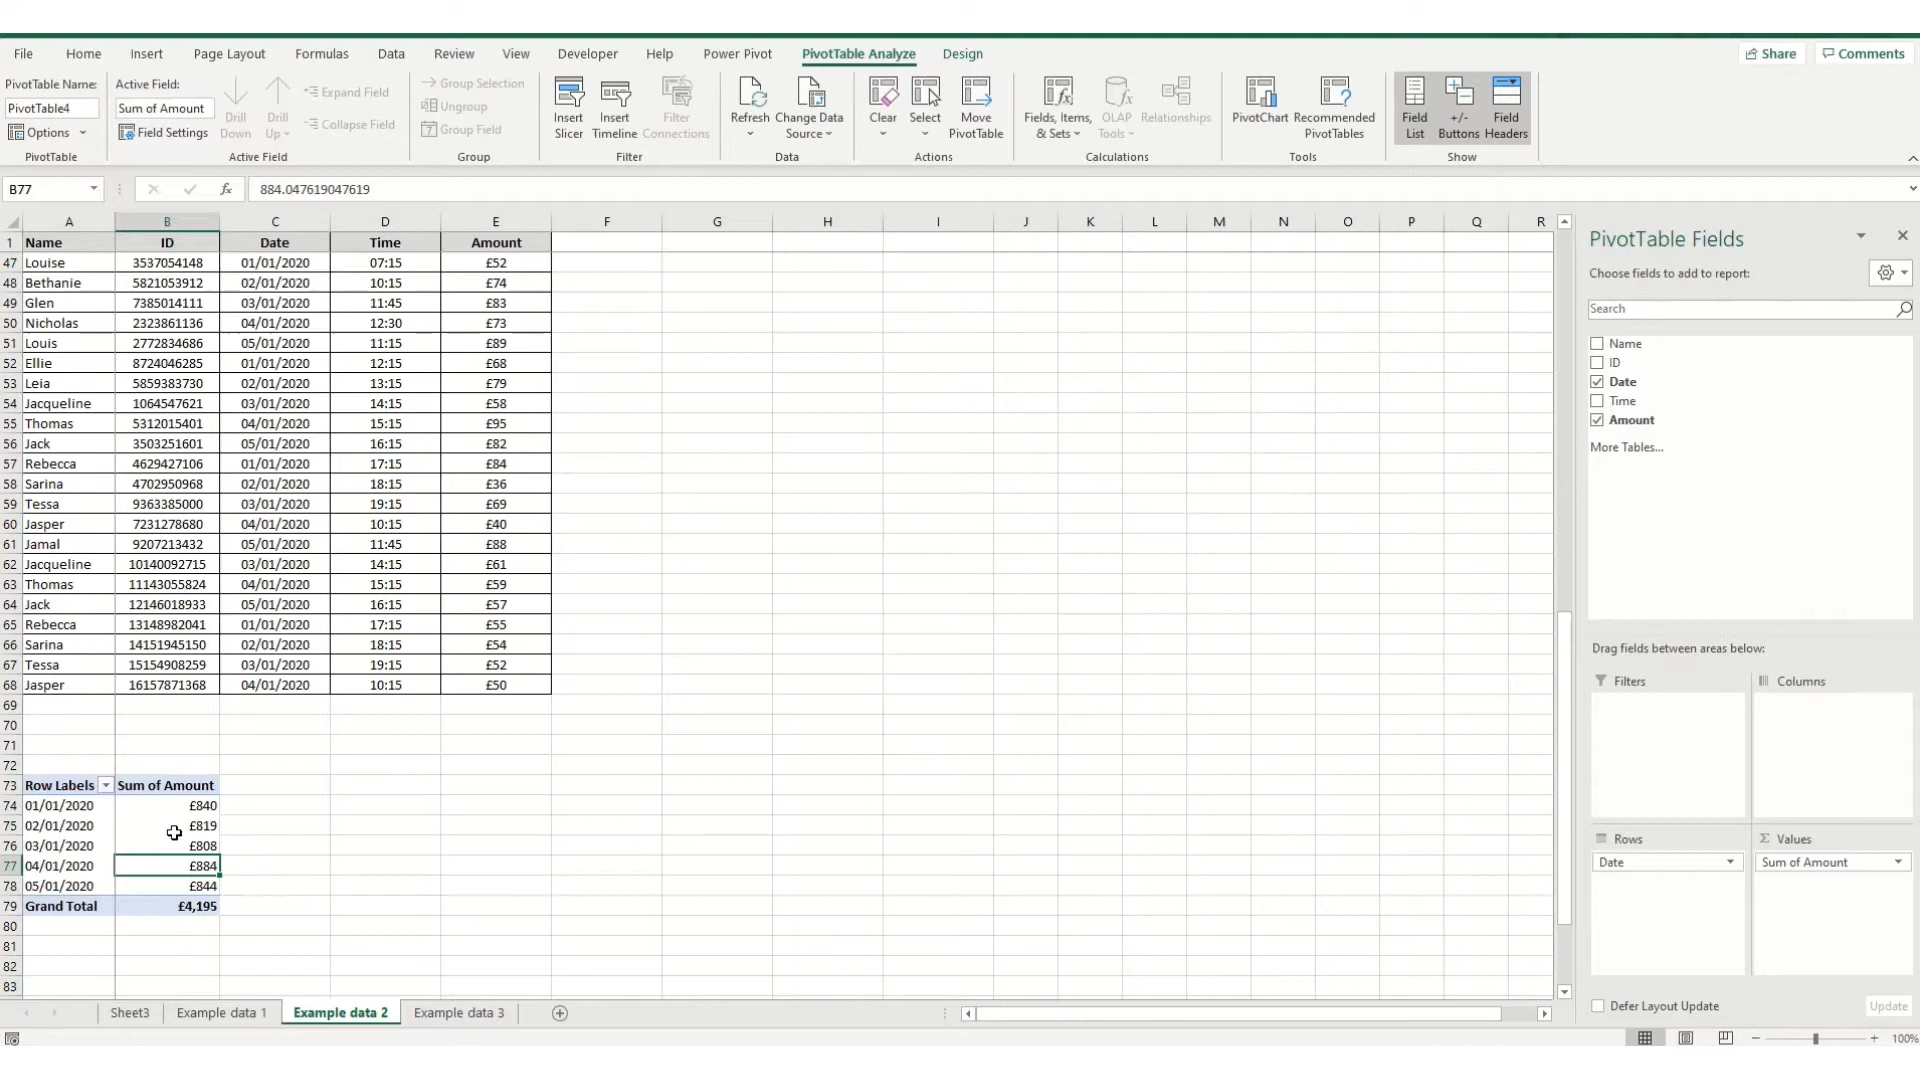 File Home Insert Page Layout Formulas Data Review View Developer Help Power Pivot PivotTable Analyze Design Share Comments
PivotTable Name:
PivotTable4
Options
PivotTable
Active Field:
Sum of Amount
Field Settings
Drill Down
Drill Up
Expand Field
Collapse Field
Active Field
Group Selection
Ungroup
Group Field
Group
Insert Slicer
Insert Timeline
Filter Connections
Filter
Refresh
Change Data Source
Data
Clear
Select
Move PivotTable
Actions
Fields, Items, & Sets
OLAP Tools
Relationships
Calculations
PivotChart
Recommended PivotTables
Tools
Field List
+/- Buttons
Field Headers
Show
B77 fx 884.047619047619
A B C D E F G H I J K L M N O P Q R
1 Name ID Date Time Amount
47 Louise 3537054148 01/01/2020 07:15 £52
48 Bethanie 5821053912 02/01/2020 10:15 £74
49 Glen 7385014111 03/01/2020 11:45 £83
50 Nicholas 2323861136 04/01/2020 12:30 £73
51 Louis 2772834686 05/01/2020 11:15 £89
52 Ellie 8724046285 01/01/2020 12:15 £68
53 Leia 5859383730 02/01/2020 13:15 £79
54 Jacqueline 1064547621 03/01/2020 14:15 £58
55 Thomas 5312015401 04/01/2020 15:15 £95
56 Jack 3503251601 05/01/2020 16:15 £82
57 Rebecca 4629427106 01/01/2020 17:15 £84
58 Sarina 4702950968 02/01/2020 18:15 £36
59 Tessa 9363385000 03/01/2020 19:15 £69
60 Jasper 7231278680 04/01/2020 10:15 £40
61 Jamal 9207213432 05/01/2020 11:45 £88
62 Jacqueline 10140092715 03/01/2020 14:15 £61
63 Thomas 11143055824 04/01/2020 15:15 £59
64 Jack 12146018933 05/01/2020 16:15 £57
65 Rebecca 13148982041 01/01/2020 17:15 £55
66 Sarina 14151945150 02/01/2020 18:15 £54
67 Tessa 15154908259 03/01/2020 19:15 £52
68 Jasper 16157871368 04/01/2020 10:15 £50
69
70
71
72
73 Row Labels Sum of Amount
74 01/01/2020 £840
75 02/01/2020 £819
76 03/01/2020 £808
77 04/01/2020 £884
78 05/01/2020 £844
79 Grand Total £4,195
80
81
82
83
Sheet3 Example data 1 Example data 2 Example data 3
PivotTable Fields
Choose fields to add to report:
Search
Name
ID
Date
Time
Amount
More Tables...
Drag fields between areas below:
Filters
Columns
Rows
Values
Date
Sum of Amount
Defer Layout Update Update
100%